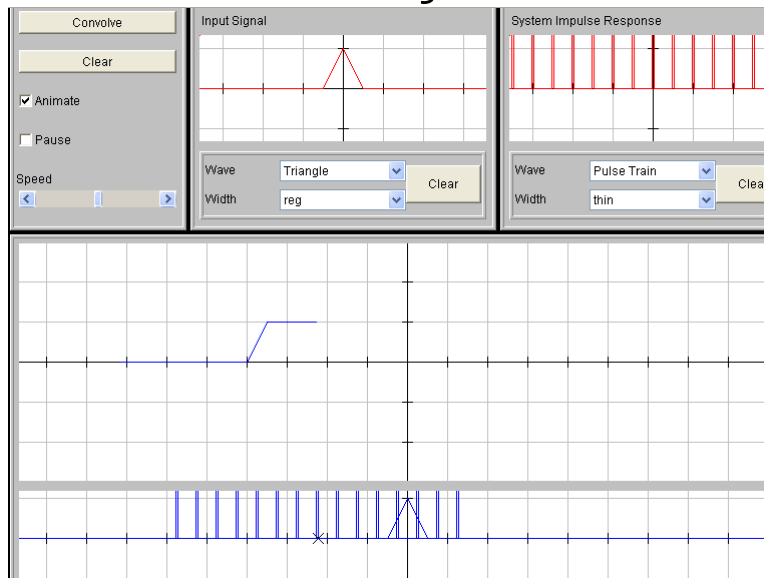 Convolve
Clear
Animate
Pause
Speed
Input Signal
Wave
Triangle
Width
reg
Clear
System Impulse Response
Wave
Pulse Train
Width
thin